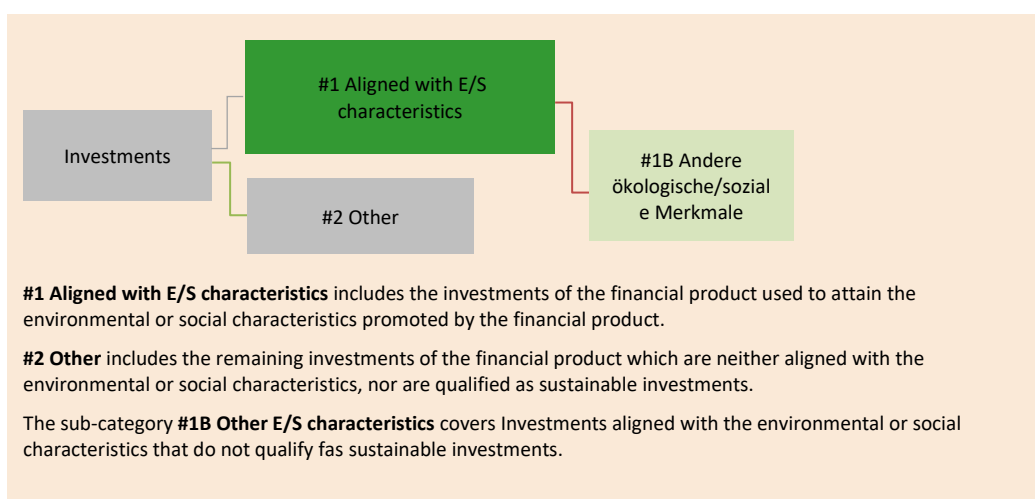 #1 Aligned with E/S
characteristics
Investments
#1B Andere
ökologische/sozial
e Merkmale
#2 Other
#1 Aligned with E/S characteristics includes the investments of the financial product used to attain the
environmental or social characteristics promoted by the financial product.
#2 Other includes the remaining investments of the financial product which are neither aligned with the
environmental or social characteristics, nor are qualified as sustainable investments.
The sub-category #1B Other E/S characteristics covers Investments aligned with the environmental or social
characteristics that do not qualify fas sustainable investments.